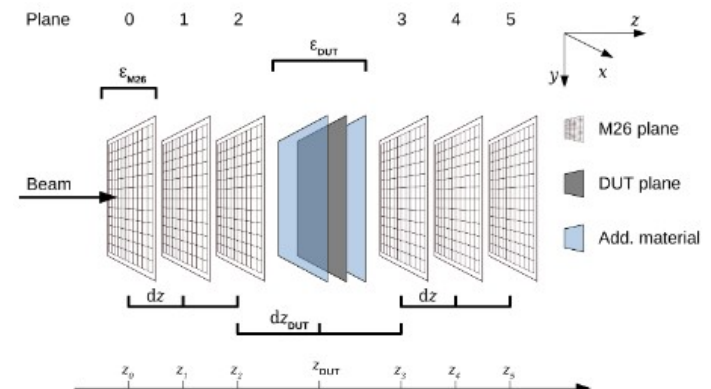 Plane 0 1 2 3 4 5 z
ε_DUT
ε_M26
y x
M26 plane
Beam
DUT plane
Add. material
dz dz
dz_DUT
z_0 z_1 z_2 z_DUT z_3 z_4 z_5